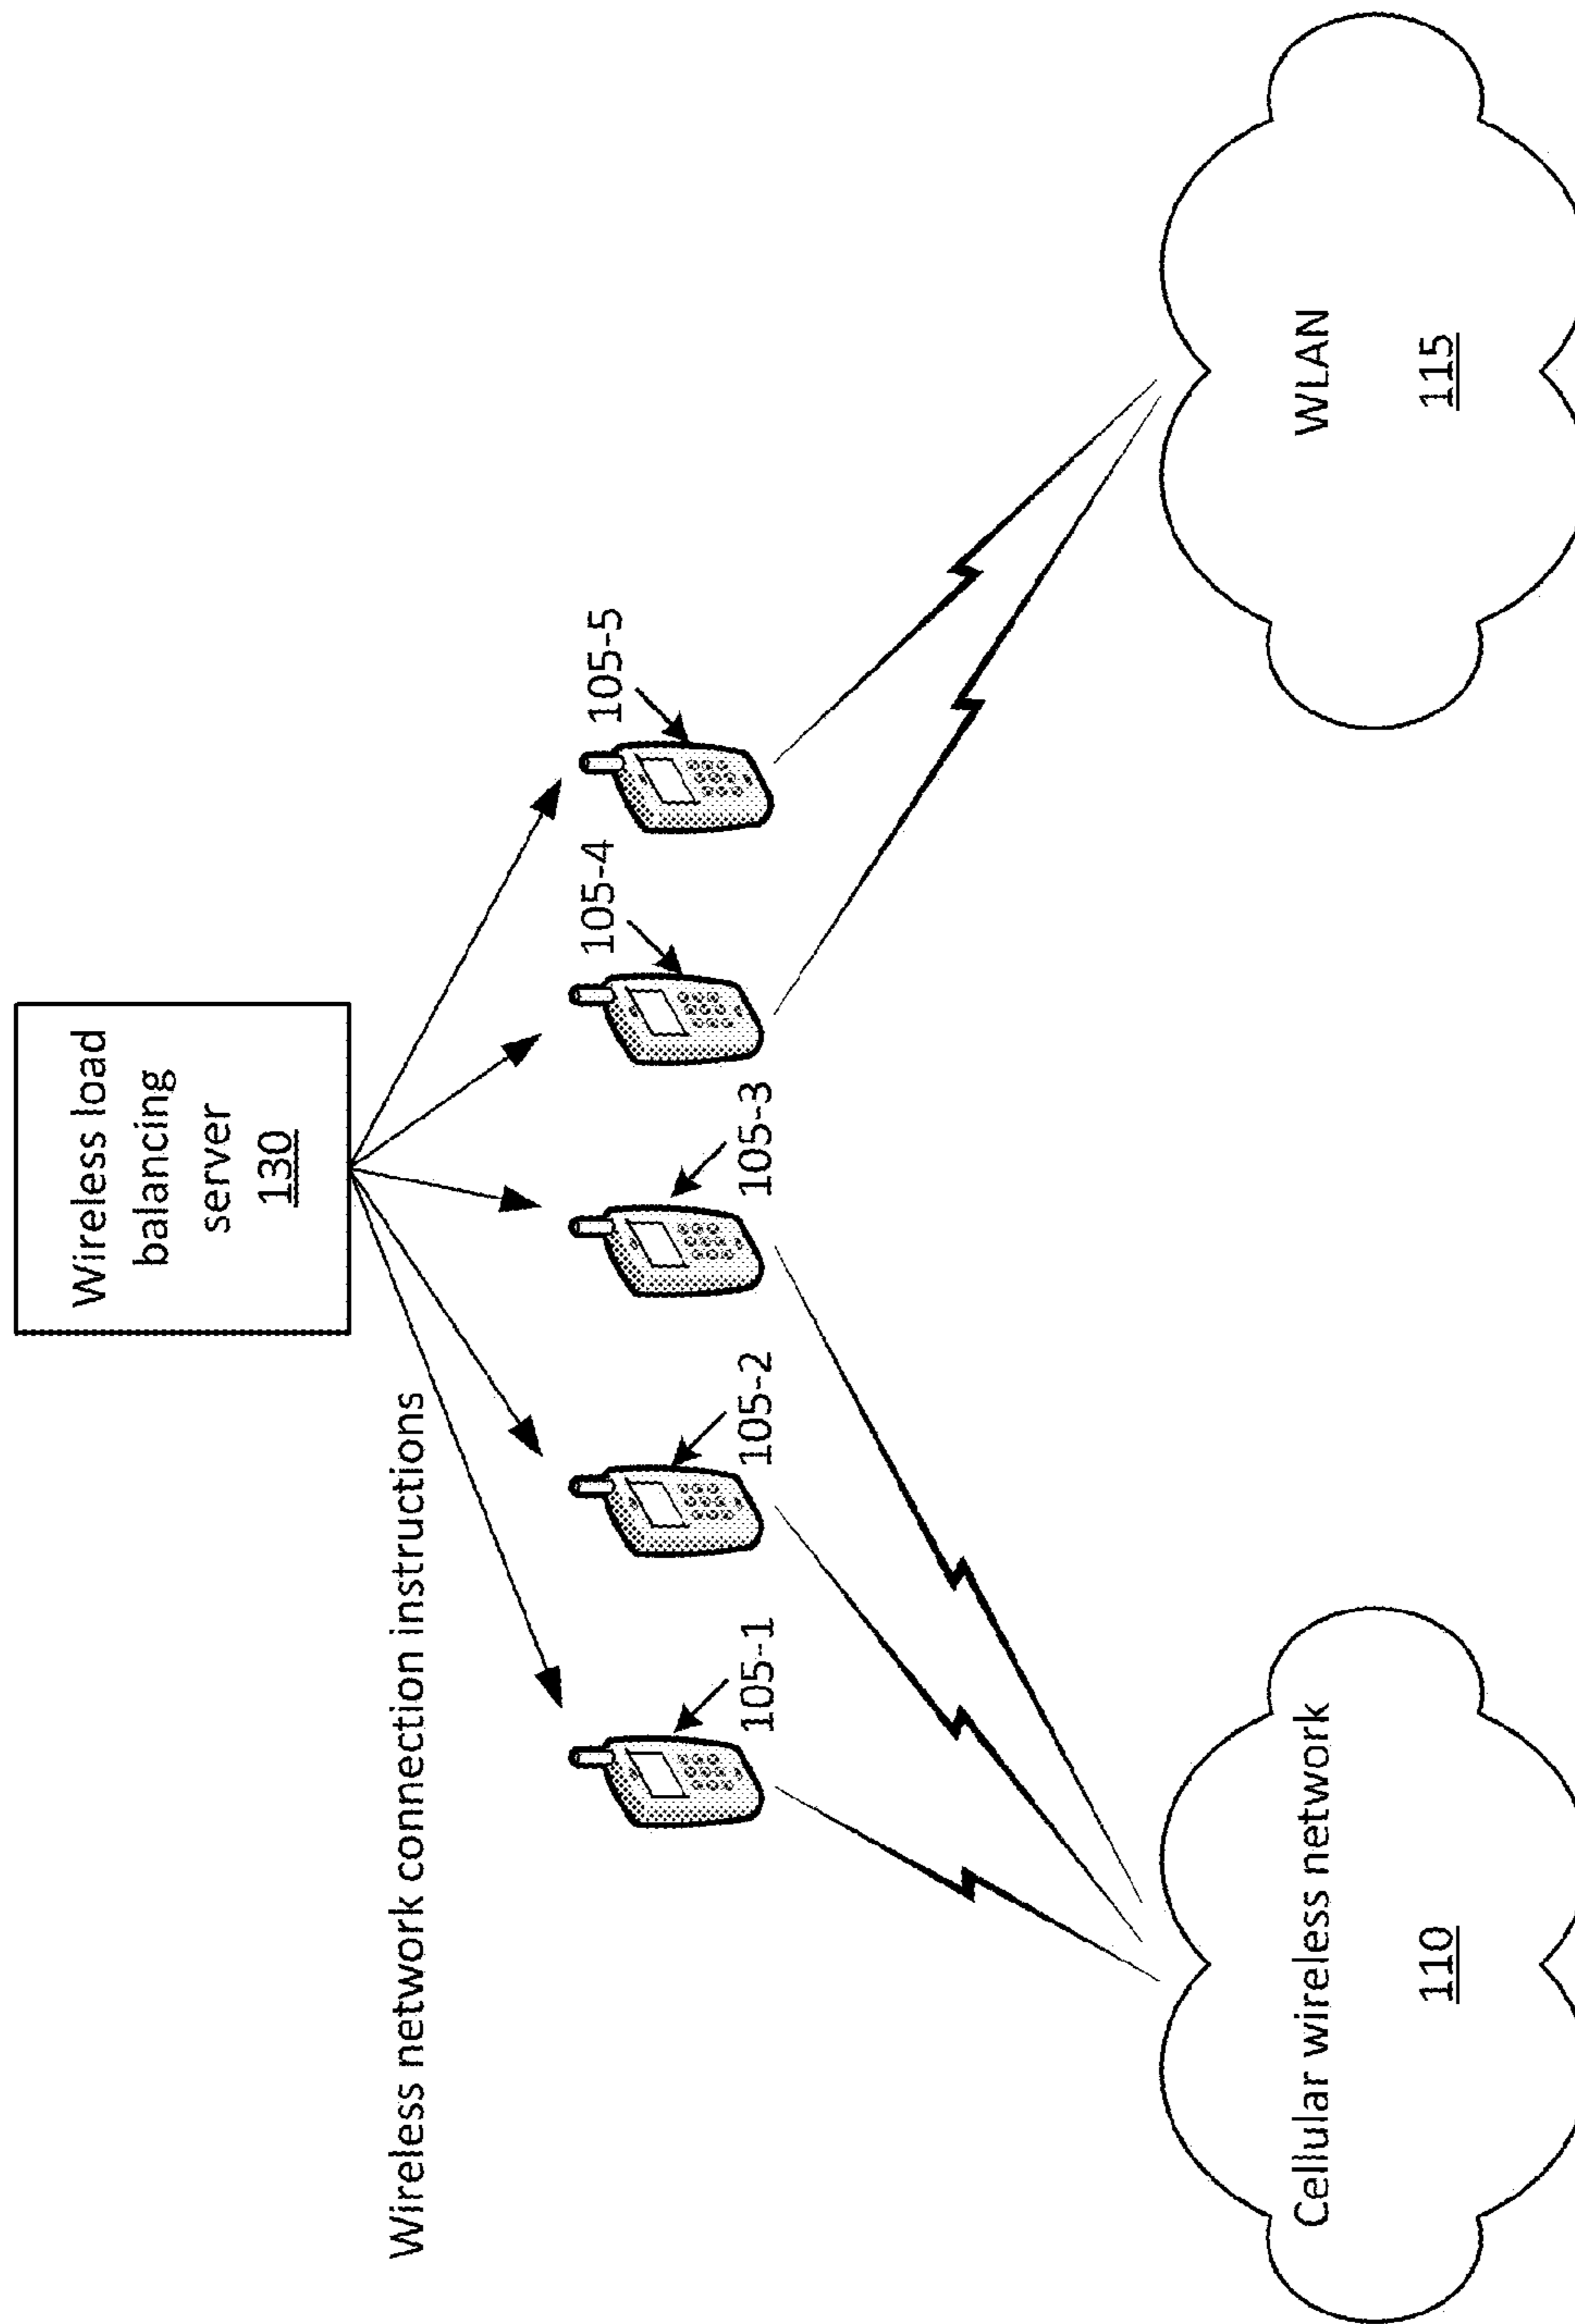 Wireless load
balancing
server
130
Wireless network connection instructions
105-1
105-2
105-3
105-4
105-5
Cellular wireless network
110
WLAN
115